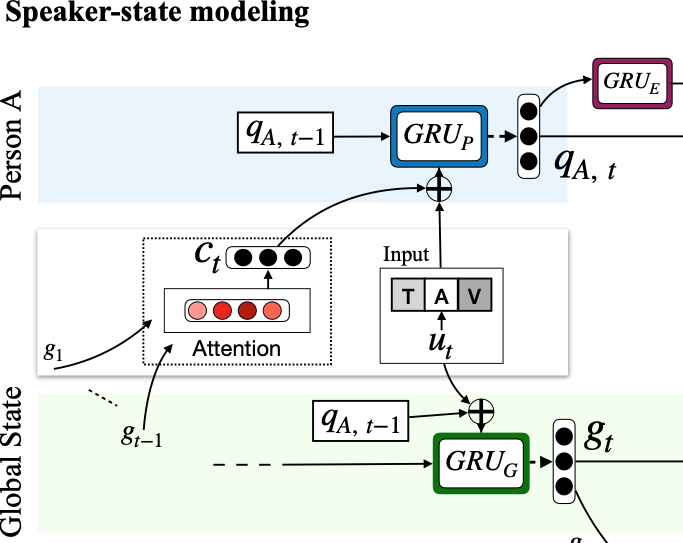 Speaker-state modeling
Person A
q_{A, t−1}
GRU_P
GRU_E
q_{A, t}
c_t
Attention
Input
T A V
u_t
g_1
g_{t−1}
Global State
q_{A, t−1}
GRU_G
g_t